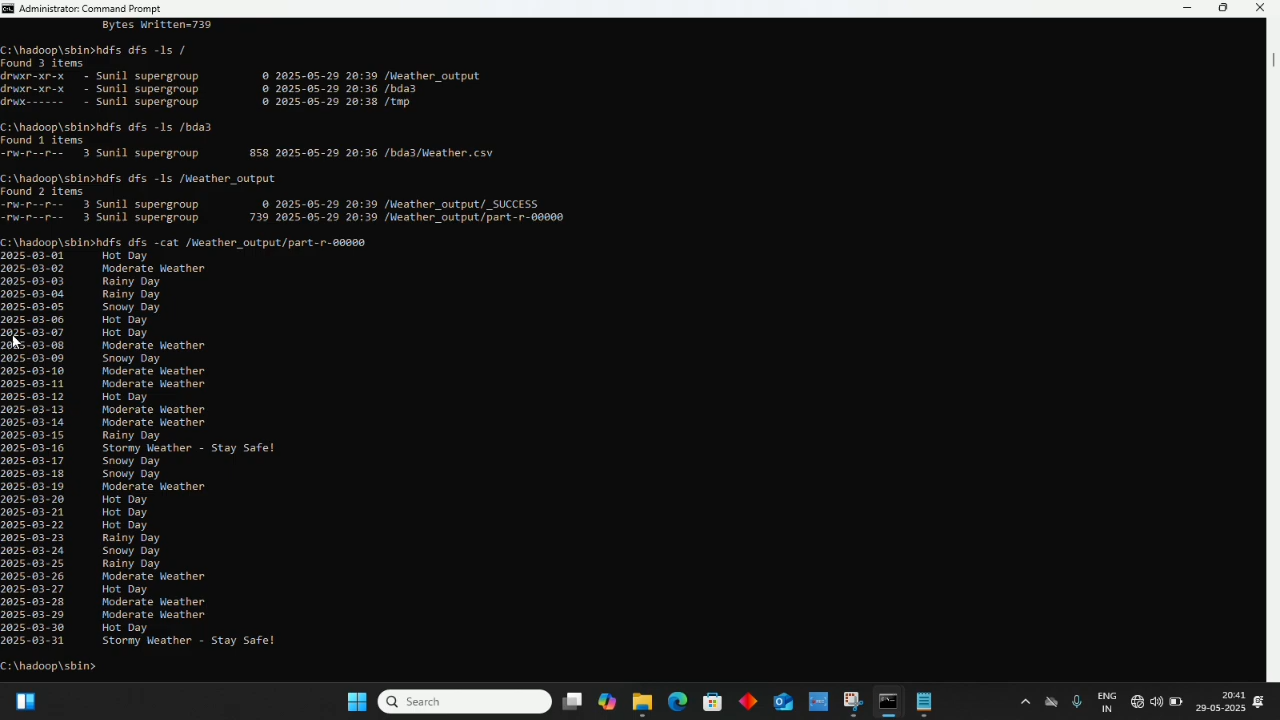 Administrator: Command Prompt
Bytes Written=739
C:\hadoop\sbin>hdfs dfs -ls /
Found 3 items
drwxr-xr-x   - Sunil supergroup          0 2025-05-29 20:39 /Weather_output
drwxr-xr-x   - Sunil supergroup          0 2025-05-29 20:36 /bda3
drwx------   - Sunil supergroup          0 2025-05-29 20:38 /tmp
C:\hadoop\sbin>hdfs dfs -ls /bda3
Found 1 items
-rw-r--r--   3 Sunil supergroup        858 2025-05-29 20:36 /bda3/Weather.csv
C:\hadoop\sbin>hdfs dfs -ls /Weather_output
Found 2 items
-rw-r--r--   3 Sunil supergroup          0 2025-05-29 20:39 /Weather_output/_SUCCESS
-rw-r--r--   3 Sunil supergroup        739 2025-05-29 20:39 /Weather_output/part-r-00000
C:\hadoop\sbin>hdfs dfs -cat /Weather_output/part-r-00000
2025-03-01      Hot Day
2025-03-02      Moderate Weather
2025-03-03      Rainy Day
2025-03-04      Rainy Day
2025-03-05      Snowy Day
2025-03-06      Hot Day
2025-03-07      Hot Day
2025-03-08      Moderate Weather
2025-03-09      Snowy Day
2025-03-10      Moderate Weather
2025-03-11      Moderate Weather
2025-03-12      Hot Day
2025-03-13      Moderate Weather
2025-03-14      Moderate Weather
2025-03-15      Rainy Day
2025-03-16      Stormy Weather - Stay Safe!
2025-03-17      Snowy Day
2025-03-18      Snowy Day
2025-03-19      Moderate Weather
2025-03-20      Hot Day
2025-03-21      Hot Day
2025-03-22      Hot Day
2025-03-23      Rainy Day
2025-03-24      Snowy Day
2025-03-25      Rainy Day
2025-03-26      Moderate Weather
2025-03-27      Hot Day
2025-03-28      Moderate Weather
2025-03-29      Moderate Weather
2025-03-30      Hot Day
2025-03-31      Stormy Weather - Stay Safe!
C:\hadoop\sbin>
Search
ENG
IN
20:41
29-05-2025